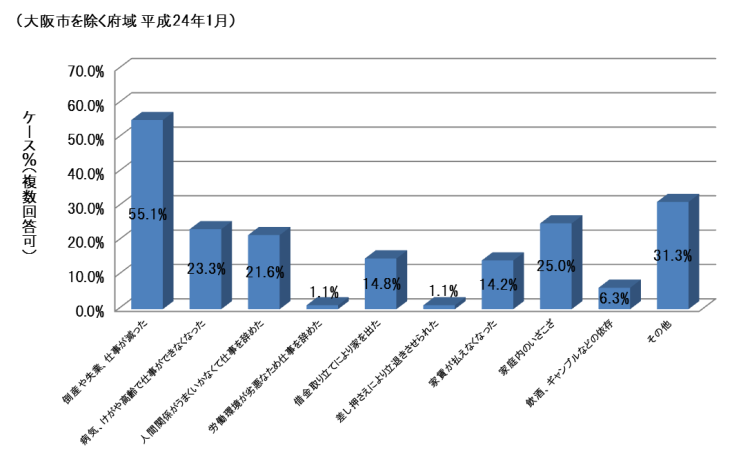 （大阪市を除く府域 平成24年1月）
ケース％（複数回答可）
70.0%
60.0%
50.0%
40.0%
30.0%
20.0%
10.0%
0.0%
55.1%
23.3%
21.6%
1.1%
14.8%
1.1%
14.2%
25.0%
6.3%
31.3%
倒産や失業、仕事が減った
病気、けがや高齢で仕事ができなくなった
人間関係がうまくいかなくて仕事を辞めた
労働環境が劣悪なため仕事を辞めた
借金取り立てにより家を出た
差し押さえにより立退きさせられた
家賃が払えなくなった
家庭内のいざこざ
飲酒、ギャンブルなどの依存
その他